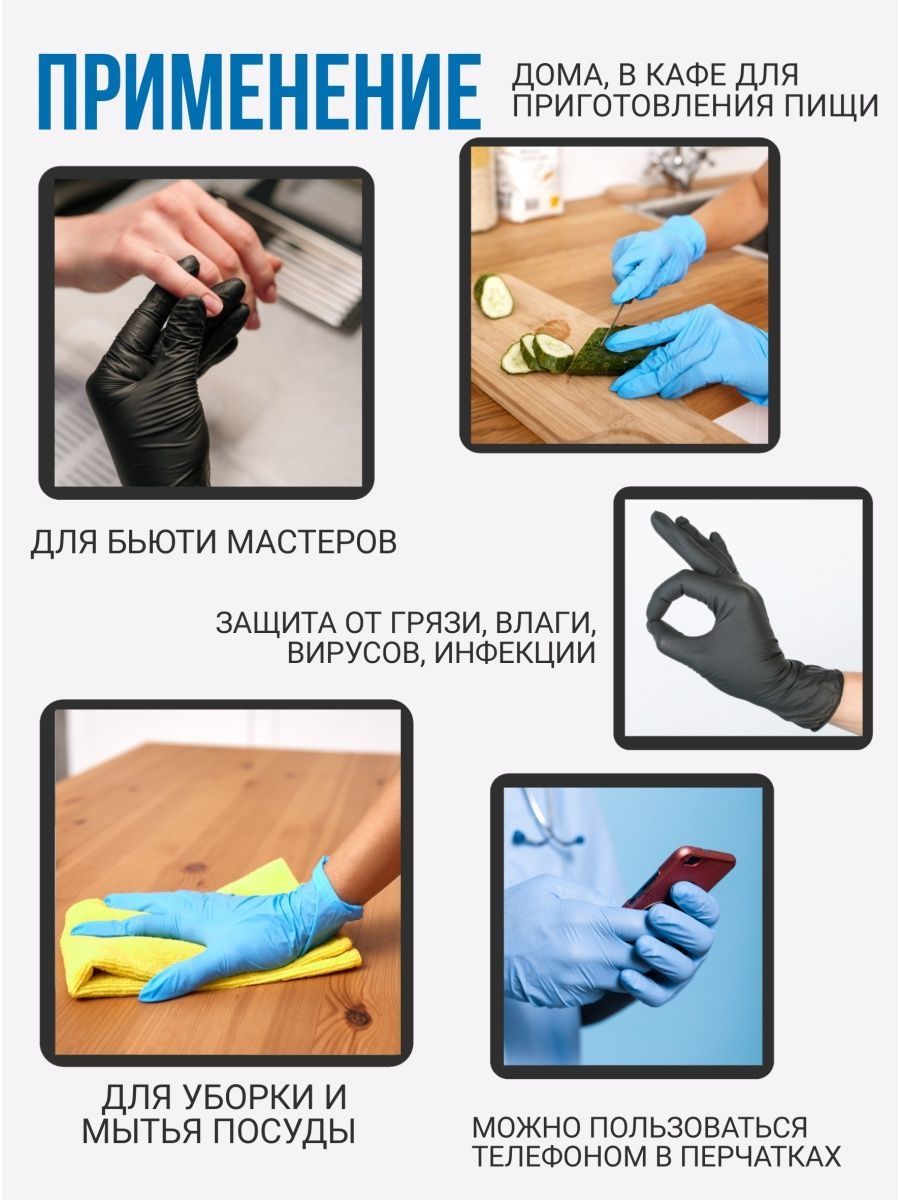 ПРИМЕНЕНИЕ
ДОМА, В КАФЕ ДЛЯ
ПРИГОТОВЛЕНИЯ ПИЩИ
ДЛЯ БЬЮТИ МАСТЕРОВ
ЗАЩИТА ОТ ГРЯЗИ, ВЛАГИ,
ВИРУСОВ, ИНФЕКЦИИ
ДЛЯ УБОРКИ И
МЫТЬЯ ПОСУДЫ
МОЖНО ПОЛЬЗОВАТЬСЯ
ТЕЛЕФОНОМ В ПЕРЧАТКАХ